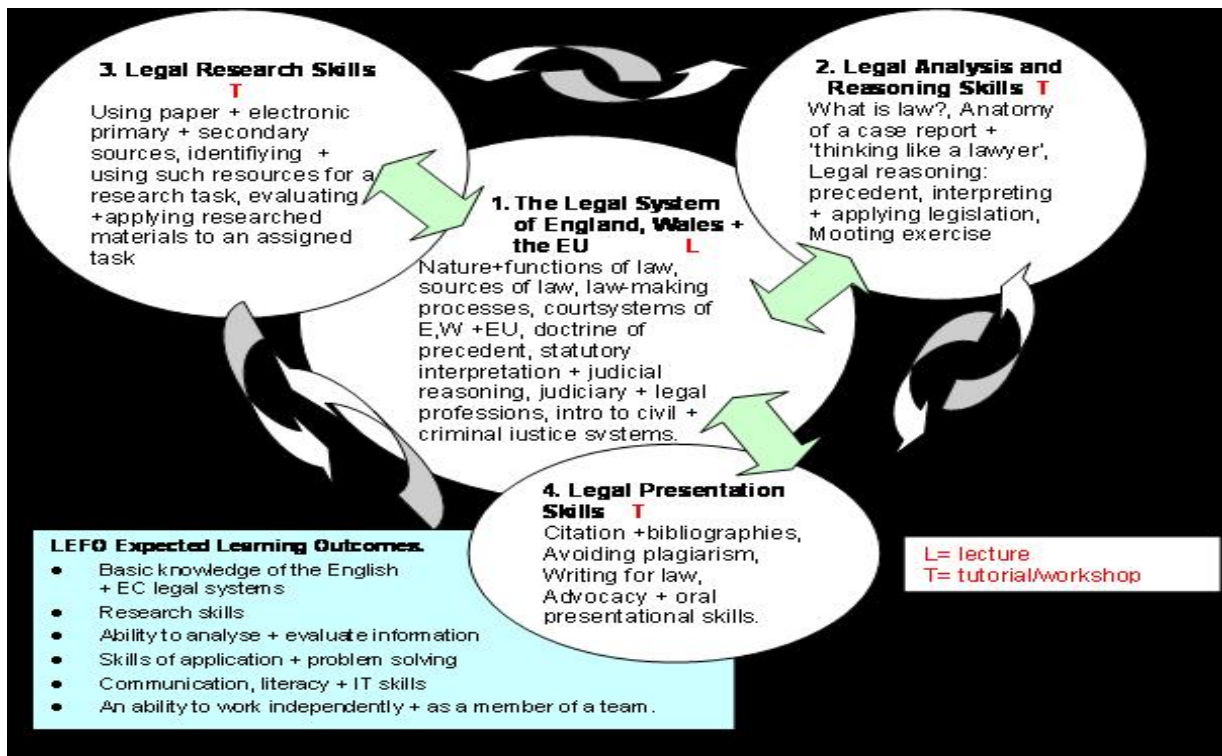 3. Legal Research Skills
T
Using paper + electronic
primary + secondary
sources, identifiying +
using such resources for a
research task, evaluating
+applying researched
materials to an assigned
task
2. Legal Analysis and
Reasoning Skills T
What is law?, Anatomy
of a case report +
'thinking like a lawyer',
Legal reasoning:
precedent, interpreting
+ applying legislation,
Mooting exercise
1. The Legal System
of England, Wales +
the EU L
Nature+functions of law,
sources of law, law-making
processes, courtsystems of
E,W +EU, doctrine of
precedent, statutory
interpretation + judicial
reasoning, judiciary + legal
professions, intro to civil +
criminal justice systems.
4. Legal Presentation
Skills T
Citation +bibliographies,
Avoiding plagiarism,
Writing for law,
Advocacy + oral
presentational skills.
LEFO Expected Learning Outcomes.
● Basic knowledge of the English
+ EC legal systems
● Research skills
● Ability to analyse + evaluate information
● Skills of application + problem solving
● Communication, literacy + IT skills
● An ability to work independently + as a member of a team.
L= lecture
T= tutorial/workshop